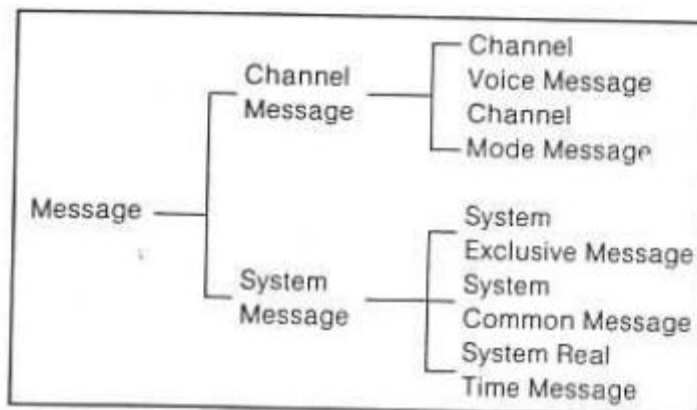 Message
Channel
Message
Channel
Voice Message
Channel
Mode Message
System
Message
System
Exclusive Message
System
Common Message
System Real
Time Message